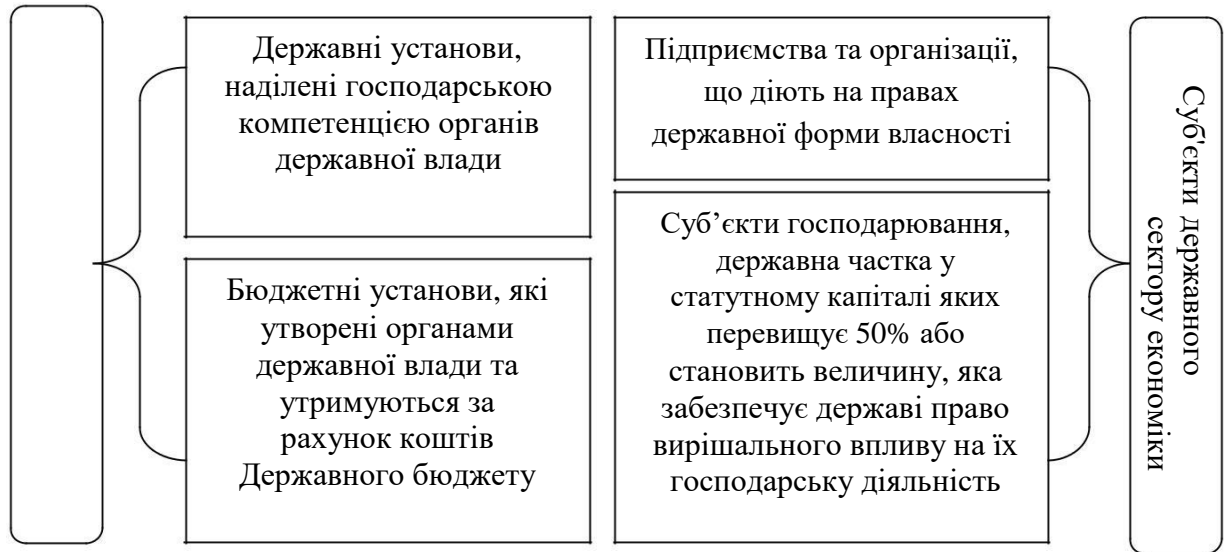 Державні установи,
наділені господарською
компетенцією органів
державної влади
Бюджетні установи, які
утворені органами
державної влади та
утримуються за
рахунок коштів
Державного бюджету
Підприємства та організації,
що діють на правах
державної форми власності
Суб’єкти господарювання,
державна частка у
статутному капіталі яких
перевищує 50% або
становить величину, яка
забезпечує державі право
вирішального впливу на їх
господарську діяльність
Суб'єкти державного
сектору економіки